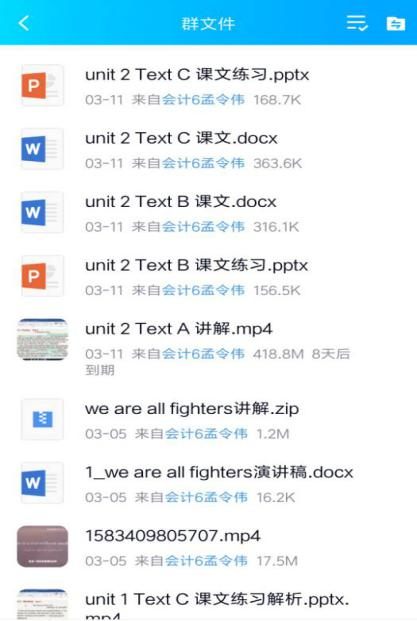 群文件
unit 2 Text C 课文练习.pptx
03-11 来自会计6孟令伟 168.7K
unit 2 Text C 课文.docx
03-11 来自会计6孟令伟 363.6K
unit 2 Text B 课文.docx
03-11 来自会计6孟令伟 316.1K
unit 2 Text B 课文练习.pptx
03-11 来自会计6孟令伟 156.5K
unit 2 Text A 讲解.mp4
03-11 来自会计6孟令伟 418.8M 8天后
到期
we are all fighters讲解.zip
03-05 来自会计6孟令伟 1.2M
1_we are all fighters演讲稿.docx
03-05 来自会计6孟令伟 16.2K
1583409805707.mp4
03-05 来自会计6孟令伟 17.5M
unit 1 Text C 课文练习解析.pptx.
mp4